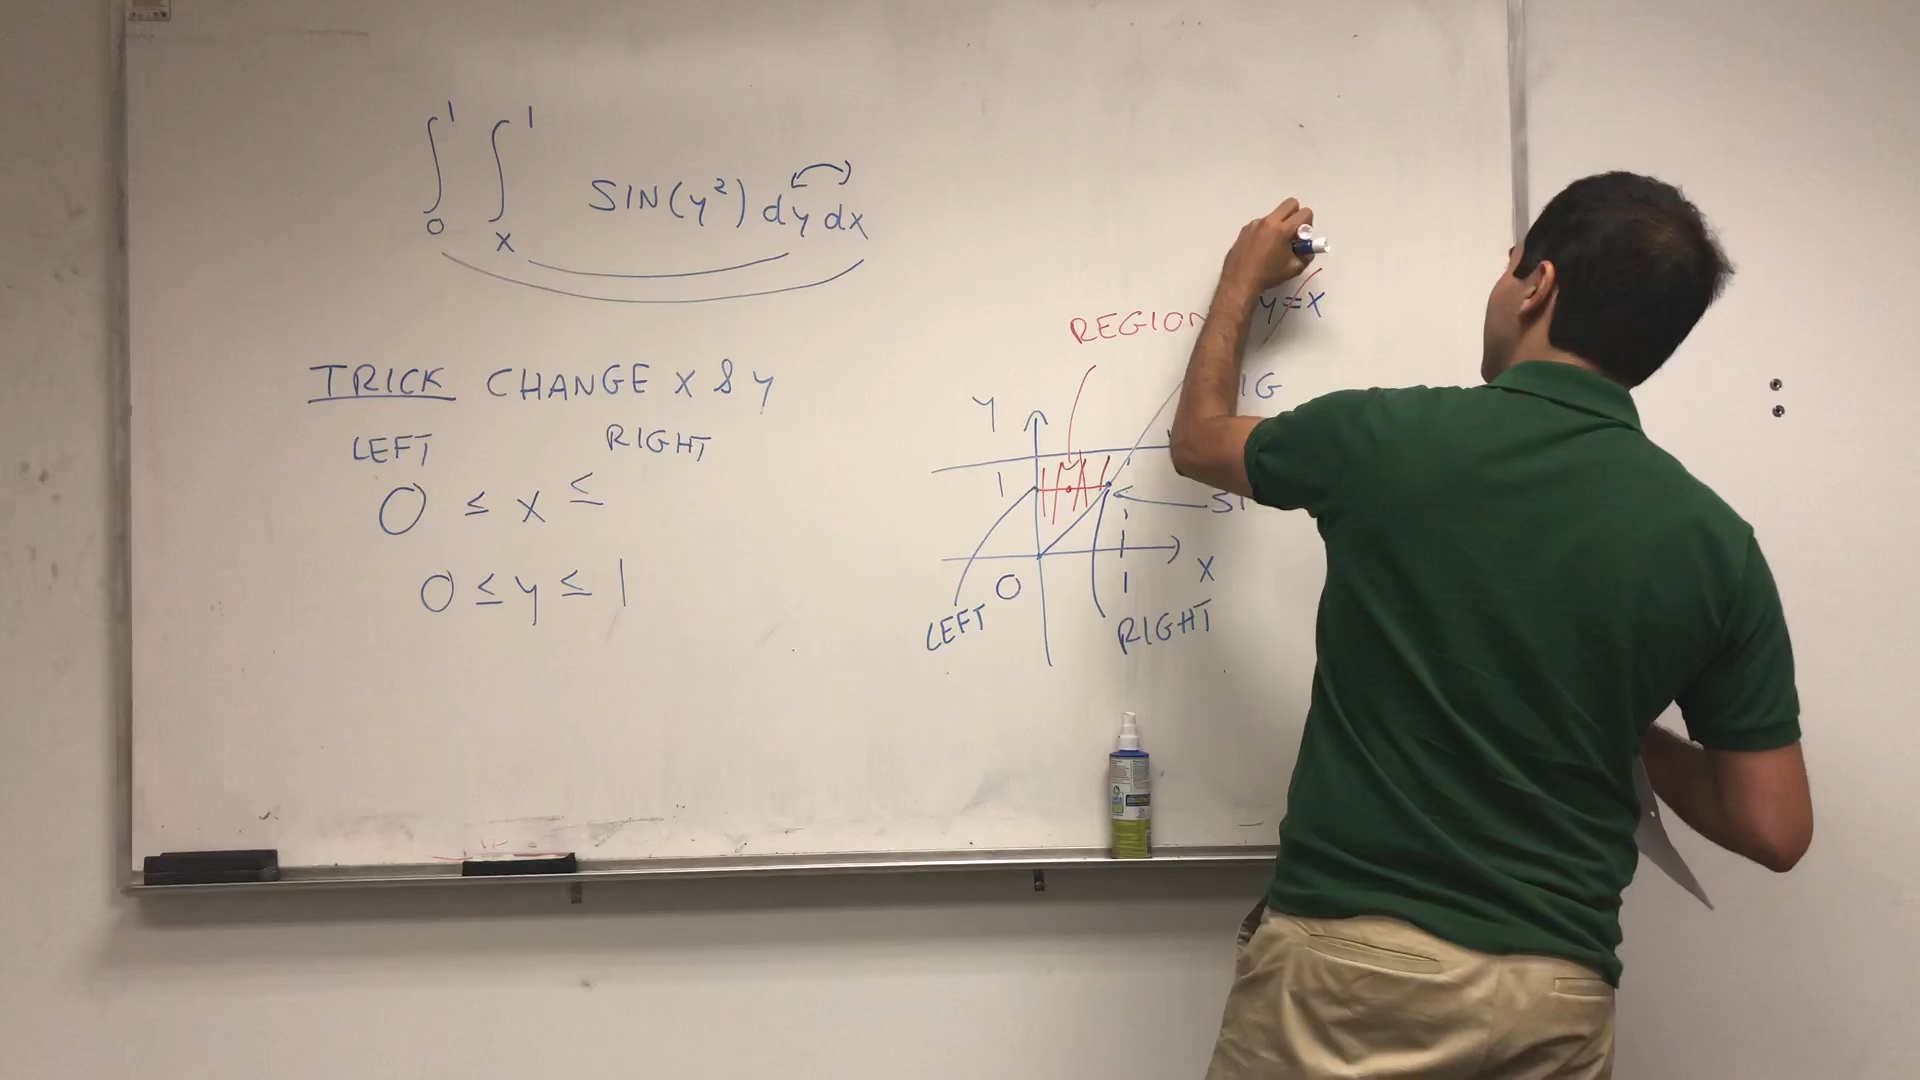 ∫₀¹ ∫ₓ¹ SIN(y²) dy dx
TRICK CHANGE X & Y
LEFT RIGHT
0 ≤ x ≤
0 ≤ y ≤ 1
REGION
y = x
Y
1
0
1
X
LEFT
RIGHT